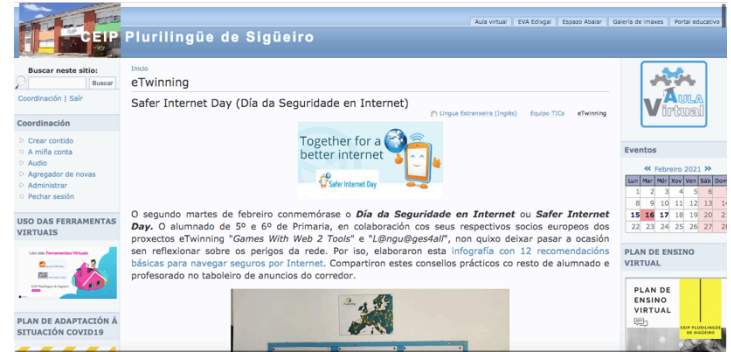 Aula virtual | EVA Edixgal | Espazo Abalar | Galería de imaxes | Portal educativo
CEIP Plurilingüe de Sigüeiro
Buscar neste sitio:
Buscar
Coordinación | Saír
Coordinación
Crear contido
A miña conta
Audio
Agregador de novas
Administrar
Pechar sesión
USO DAS FERRAMENTAS
VIRTUAIS
PLAN DE ADAPTACIÓN Á
SITUACIÓN COVID19
Inicio
eTwinning
Safer Internet Day (Día da Seguridade en Internet)
Lingua Estranxeira (Inglés) Equipo TICs eTwinning
Together for a
better internet
Safer Internet Day
O segundo martes de febreiro conmemórase o Día da Seguridade en Internet ou Safer Internet
Day. O alumnado de 5º e 6º de Primaria, en colaboración cos seus respectivos socios europeos dos
proxectos eTwinning "Games With Web 2 Tools" e "L@ngu@ges4all", non quixo deixar pasar a ocasión
sen reflexionar sobre os perigos da rede. Por iso, elaboraron esta infografía con 12 recomendacións
básicas para navegar seguros por Internet. Compartiron estes consellos prácticos co resto de alumnado e
profesorado no taboleiro de anuncios do corredor.
AULA
Virtual
Eventos
« Febreiro 2021 »
Lun Mar Mér Xov Ven Sáb Dom
1 2 3 4 5 6
8 9 10 11 12 13 14
15 16 17 18 19 20 21
22 23 24 25 26 27 28
PLAN DE ENSINO
VIRTUAL
PLAN DE
ENSINO
VIRTUAL
CEIP PLURILINGÜE
DE SIGÜEIRO